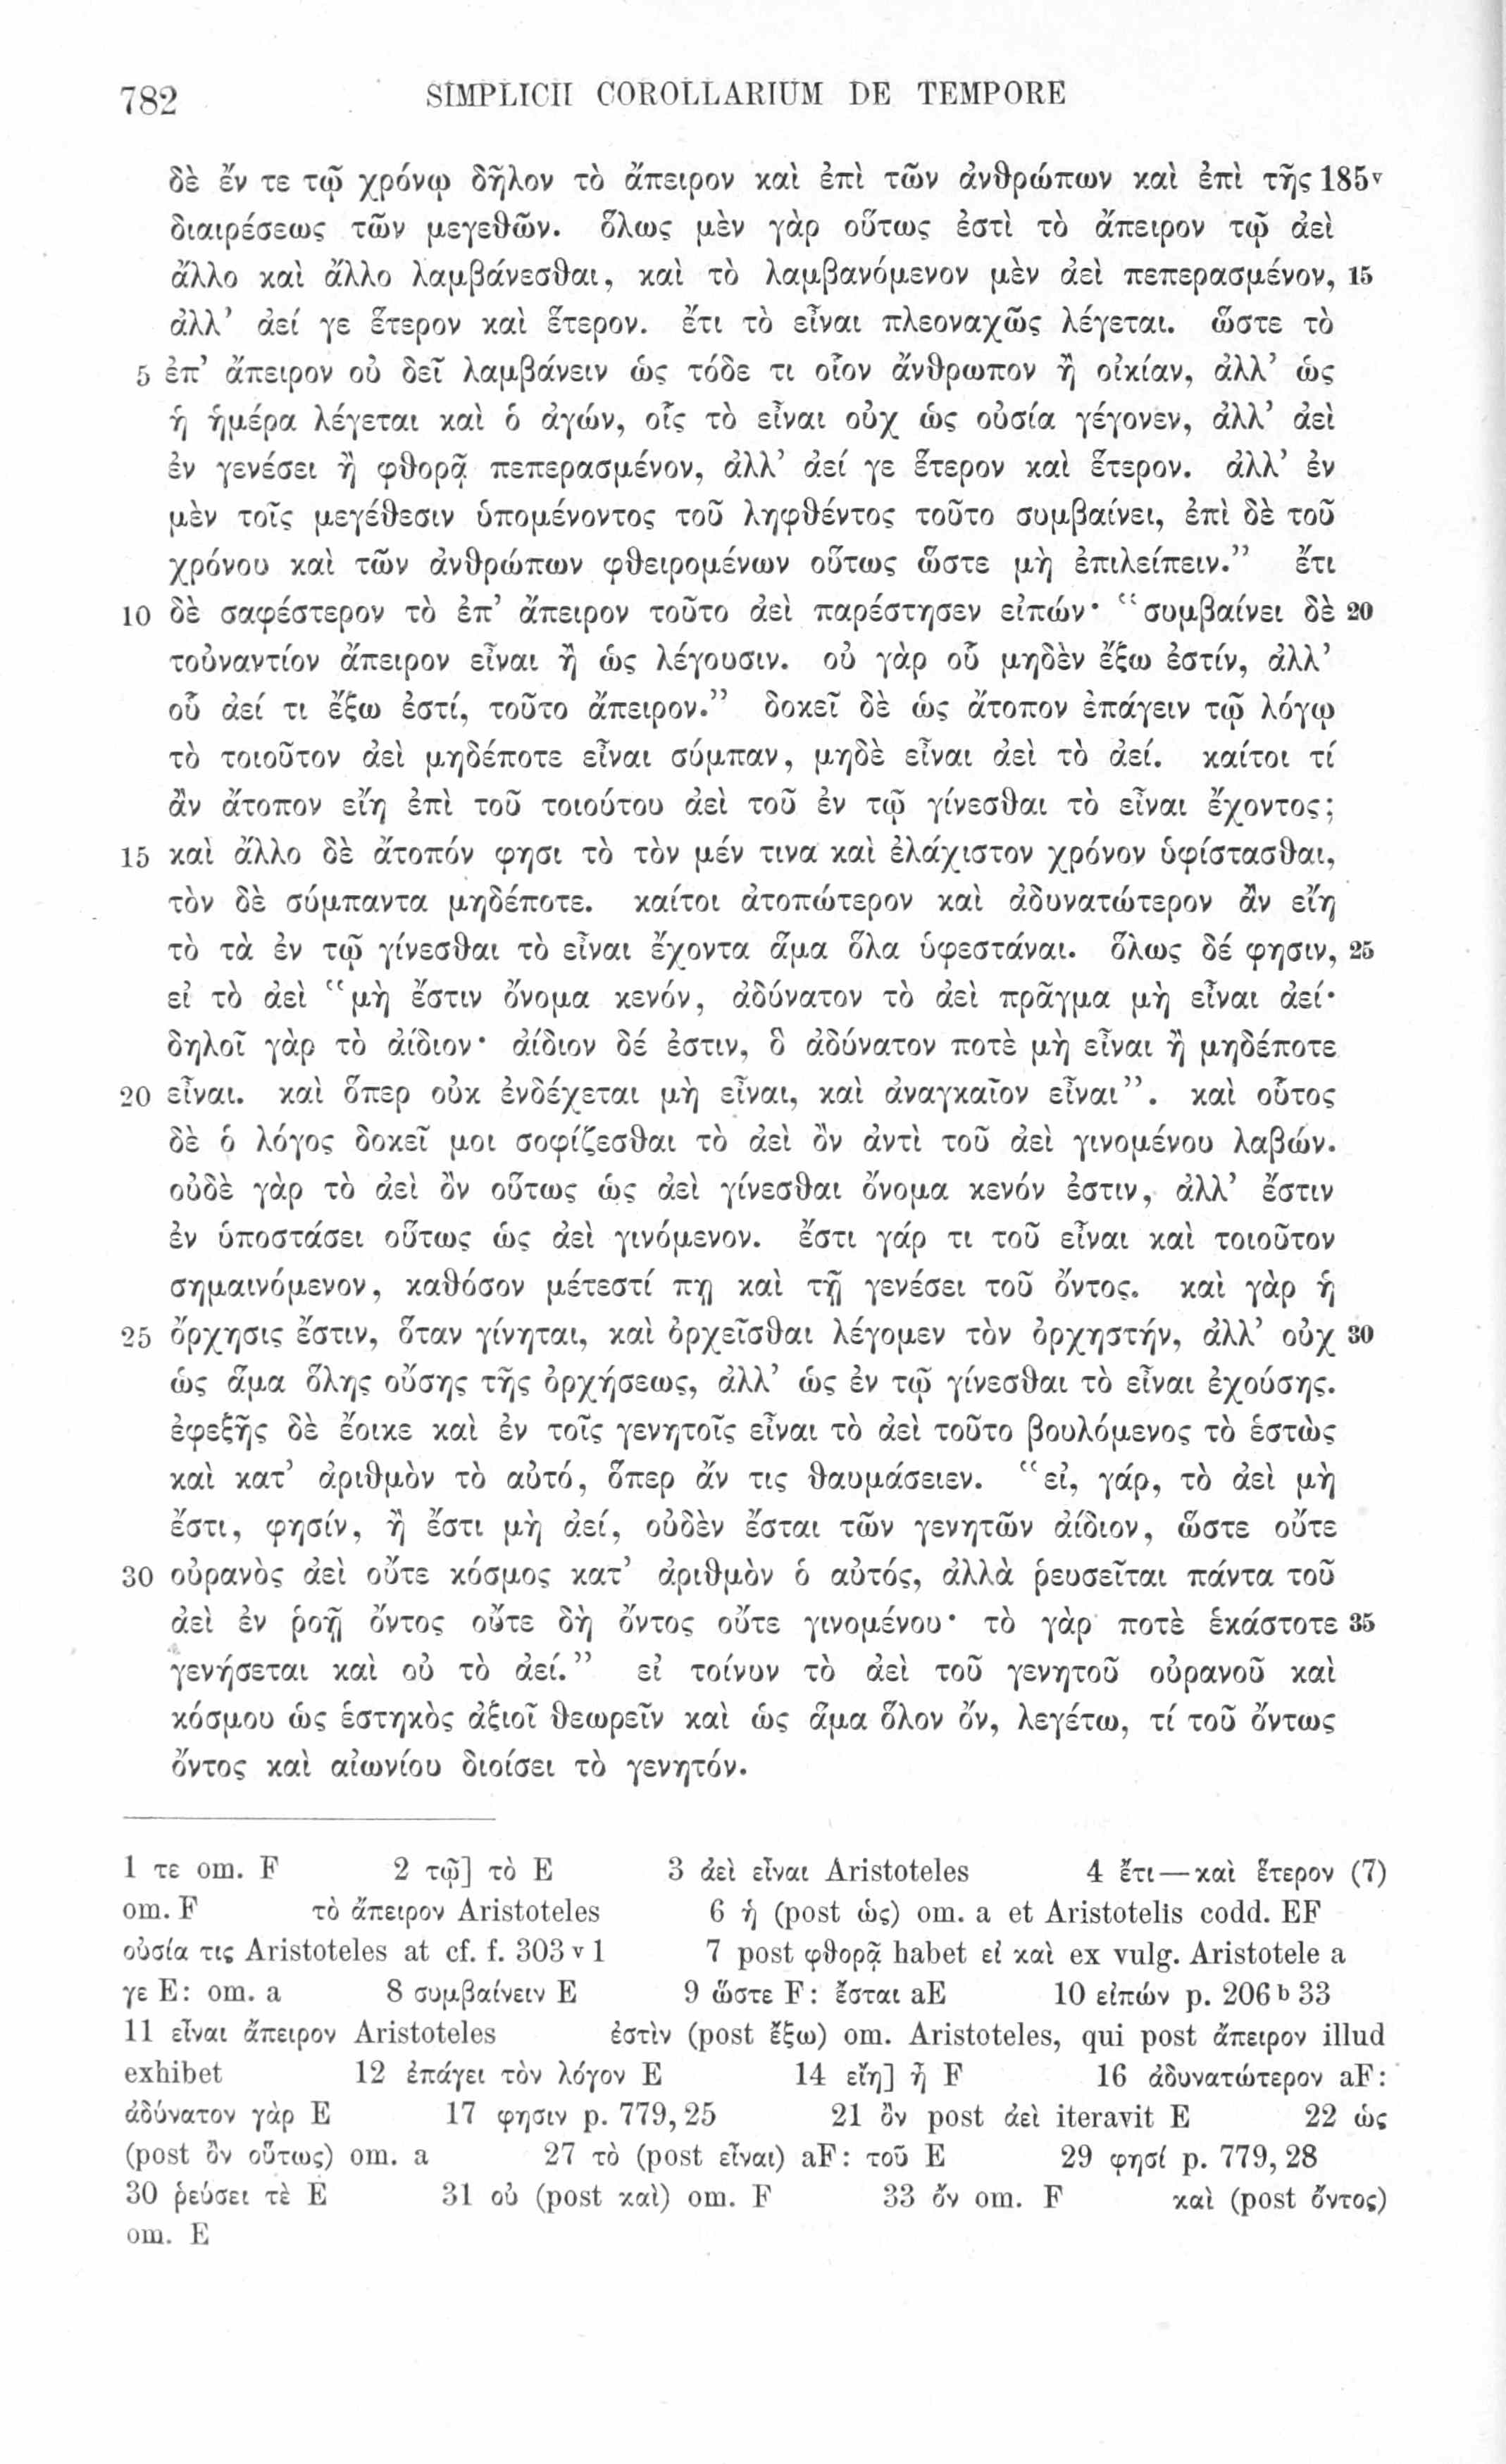 782 SIMPLICII COROLLARIUM DE TEMPORE
δὲ ἔν τε τῷ χρόνῳ δῆλον τὸ ἄπειρον καὶ ἐπὶ τῶν ἀνθρώπων καὶ ἐπὶ τῆς 185v
διαιρέσεως τῶν μεγεθῶν. ὅλως μὲν γὰρ οὕτως ἐστὶ τὸ ἄπειρον τῷ ἀεὶ
ἄλλο καὶ ἄλλο λαμβάνεσθαι, καὶ τὸ λαμβανόμενον μὲν ἀεὶ πεπερασμένον, 15
ἀλλ’ ἀεί γε ἕτερον καὶ ἕτερον. ἔτι τὸ εἶναι πλεοναχῶς λέγεται. ὥστε τὸ
5 ἐπ’ ἄπειρον οὐ δεῖ λαμβάνειν ὡς τόδε τι οἷον ἄνθρωπον ἢ οἰκίαν, ἀλλ’ ὡς
ἡ ἡμέρα λέγεται καὶ ὁ ἀγών, οἷς τὸ εἶναι οὐχ ὡς οὐσία γέγονεν, ἀλλ’ ἀεὶ
ἐν γενέσει ἢ φθορᾷ πεπερασμένον, ἀλλ’ ἀεί γε ἕτερον καὶ ἕτερον. ἀλλ’ ἐν
μὲν τοῖς μεγέθεσιν ὑπομένοντος τοῦ ληφθέντος τοῦτο συμβαίνει, ἐπὶ δὲ τοῦ
χρόνου καὶ τῶν ἀνθρώπων φθειρομένων οὕτως ὥστε μὴ ἐπιλείπειν.” ἔτι
10 δὲ σαφέστερον τὸ ἐπ’ ἄπειρον τοῦτο ἀεὶ παρέστησεν εἰπών· “συμβαίνει δὲ 20
τοὐναντίον ἄπειρον εἶναι ἢ ὡς λέγουσιν. οὐ γὰρ οὗ μηδὲν ἔξω ἐστίν, ἀλλ’
οὗ ἀεί τι ἔξω ἐστί, τοῦτο ἄπειρον.” δοκεῖ δὲ ὡς ἄτοπον ἐπάγειν τῷ λόγῳ
τὸ τοιοῦτον ἀεὶ μηδέποτε εἶναι σύμπαν, μηδὲ εἶναι ἀεὶ τὸ ἀεί. καίτοι τί
ἂν ἄτοπον εἴη ἐπὶ τοῦ τοιούτου ἀεὶ τοῦ ἐν τῷ γίνεσθαι τὸ εἶναι ἔχοντος;
15 καὶ ἄλλο δὲ ἄτοπόν φησι τὸ τὸν μέν τινα καὶ ἐλάχιστον χρόνον ὑφίστασθαι,
τὸν δὲ σύμπαντα μηδέποτε. καίτοι ἀτοπώτερον καὶ ἀδυνατώτερον ἂν εἴη
τὸ τὰ ἐν τῷ γίνεσθαι τὸ εἶναι ἔχοντα ἅμα ὅλα ὑφεστάναι. ὅλως δέ φησιν, 25
εἰ τὸ ἀεὶ “μὴ ἔστιν ὄνομα κενόν, ἀδύνατον τὸ ἀεὶ πρᾶγμα μὴ εἶναι ἀεί·
δηλοῖ γὰρ τὸ ἀίδιον· ἀίδιον δέ ἐστιν, ὃ ἀδύνατον ποτὲ μὴ εἶναι ἢ μηδέποτε
20 εἶναι. καὶ ὅπερ οὐκ ἐνδέχεται μὴ εἶναι, καὶ ἀναγκαῖον εἶναι”. καὶ οὗτος
δὲ ὁ λόγος δοκεῖ μοι σοφίζεσθαι τὸ ἀεὶ ὂν ἀντὶ τοῦ ἀεὶ γινομένου λαβών.
οὐδὲ γὰρ τὸ ἀεὶ ὂν οὕτως ὡς ἀεὶ γίνεσθαι ὄνομα κενόν ἐστιν, ἀλλ’ ἔστιν
ἐν ὑποστάσει οὕτως ὡς ἀεὶ γινόμενον. ἔστι γάρ τι τοῦ εἶναι καὶ τοιοῦτον
σημαινόμενον, καθόσον μέτεστί πῃ καὶ τῇ γενέσει τοῦ ὄντος. καὶ γὰρ ἡ
25 ὄρχησις ἔστιν, ὅταν γίνηται, καὶ ὀρχεῖσθαι λέγομεν τὸν ὀρχηστήν, ἀλλ’ οὐχ 30
ὡς ἅμα ὅλης οὔσης τῆς ὀρχήσεως, ἀλλ’ ὡς ἐν τῷ γίνεσθαι τὸ εἶναι ἐχούσης.
ἐφεξῆς δὲ ἔοικε καὶ ἐν τοῖς γενητοῖς εἶναι τὸ ἀεὶ τοῦτο βουλόμενος τὸ ἑστὼς
καὶ κατ’ ἀριθμὸν τὸ αὐτό, ὅπερ ἄν τις θαυμάσειεν. “εἰ, γάρ, τὸ ἀεὶ μὴ
ἔστι, φησίν, ἢ ἔστι μὴ ἀεί, οὐδὲν ἔσται τῶν γενητῶν ἀίδιον, ὥστε οὔτε
30 οὐρανὸς ἀεὶ οὔτε κόσμος κατ’ ἀριθμὸν ὁ αὐτός, ἀλλὰ ῥευσεῖται πάντα τοῦ
ἀεὶ ἐν ῥοῇ ὄντος οὔτε δὴ ὄντος οὔτε γινομένου· τὸ γὰρ ποτὲ ἑκάστοτε 35
γενήσεται καὶ οὐ τὸ ἀεί.” εἰ τοίνυν τὸ ἀεὶ τοῦ γενητοῦ οὐρανοῦ καὶ
κόσμου ὡς ἑστηκὸς ἀξιοῖ θεωρεῖν καὶ ὡς ἅμα ὅλον ὄν, λεγέτω, τί τοῦ ὄντως
ὄντος καὶ αἰωνίου διοίσει τὸ γενητόν.
1 τε om. F 2 τῷ] τὸ E 3 ἀεὶ εἶναι Aristoteles 4 ἔτι—καὶ ἕτερον (7)
om. F τὸ ἄπειρον Aristoteles 6 ἡ (post ὡς) om. a et Aristotelis codd. EF
οὐσία τις Aristoteles at cf. f. 303 v 1 7 post φθορᾷ habet εἰ καὶ ex vulg. Aristotele a
γε E: om. a 8 συμβαίνειν E 9 ὥστε F: ἔσται aE 10 εἰπών p. 206 b 33
11 εἶναι ἄπειρον Aristoteles ἐστὶν (post ἔξω) om. Aristoteles, qui post ἄπειρον illud
exhibet 12 ἐπάγει τὸν λόγον E 14 εἴη] ᾖ F 16 ἀδυνατώτερον aF:
ἀδύνατον γὰρ E 17 φησιν p. 779, 25 21 ὂν post ἀεὶ iteravit E 22 ὡς
(post ὂν οὕτως) om. a 27 τὸ (post εἶναι) aF: τοῦ E 29 φησί p. 779, 28
30 ῥεύσει τὲ E 31 οὐ (post καὶ) om. F 33 ὄν om. F καὶ (post ὄντος)
om. E